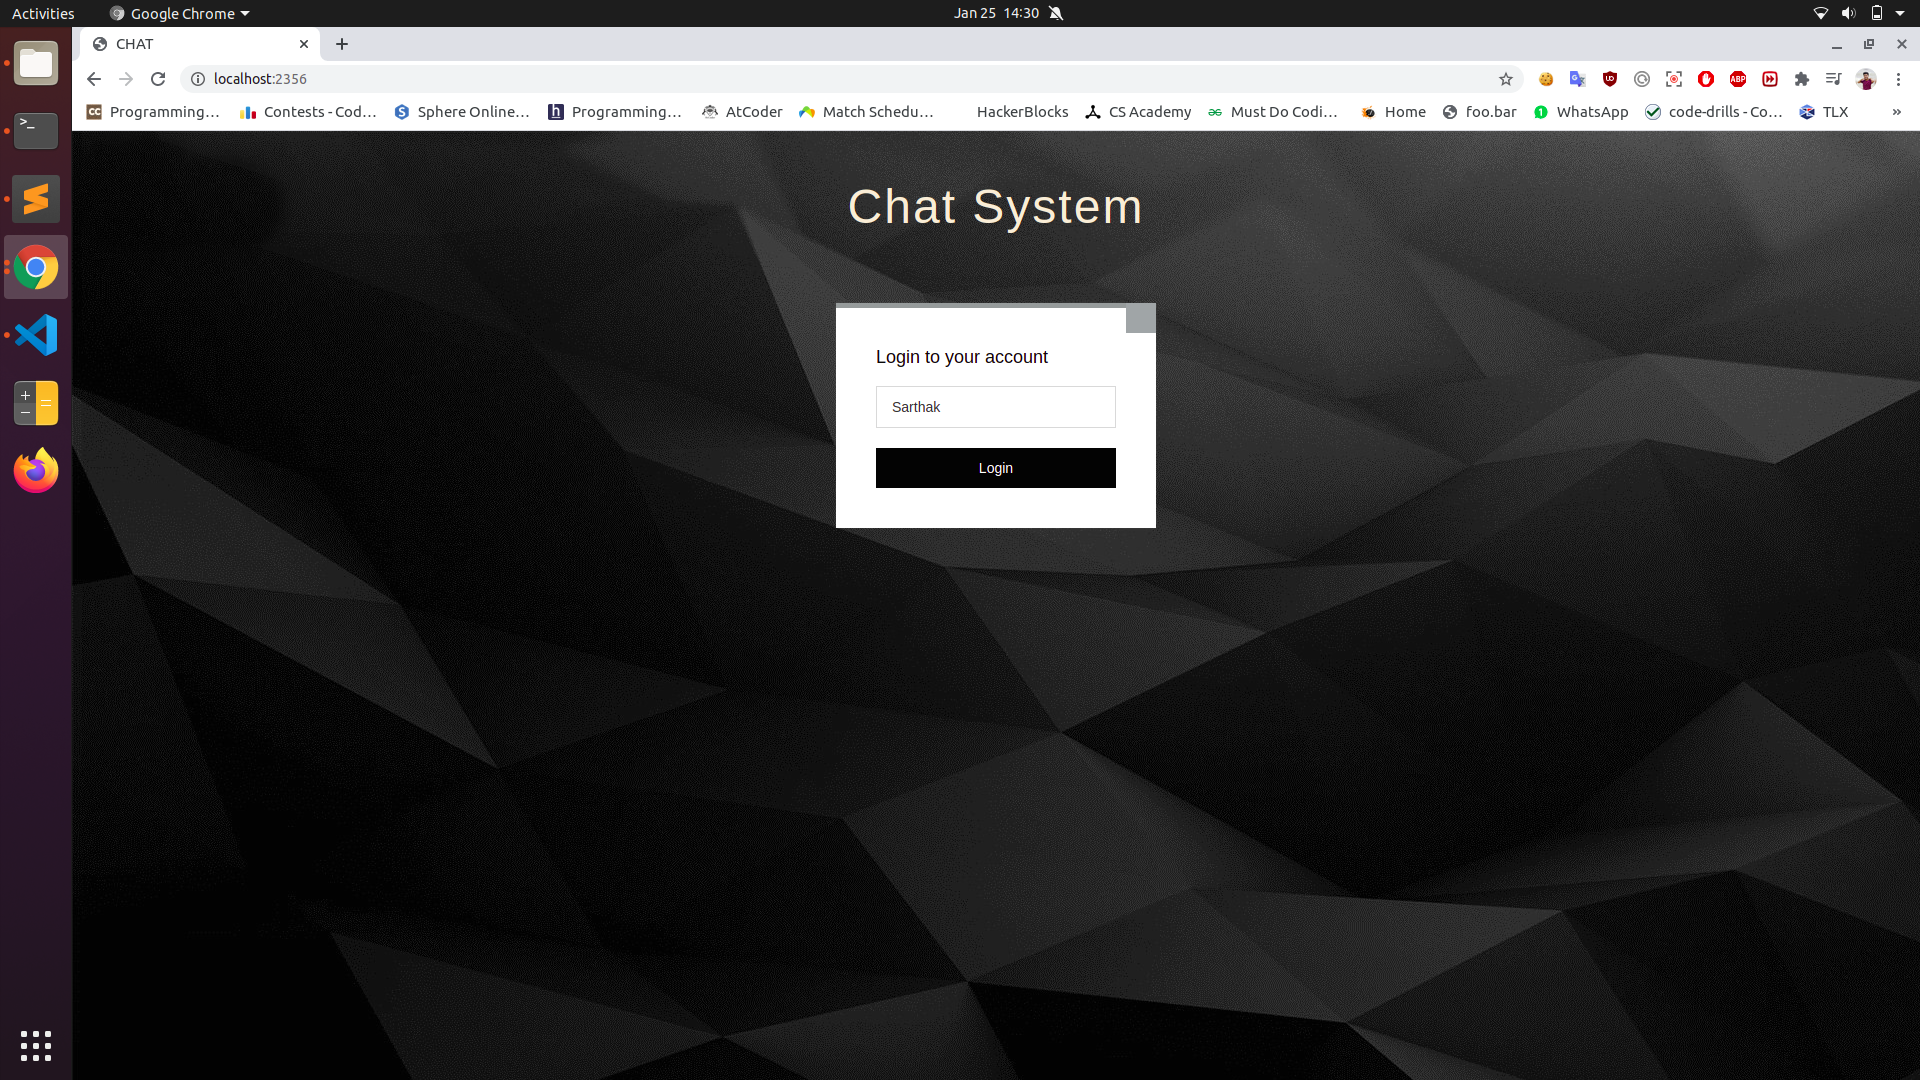 Activities Google Chrome Jan 25 14:30
CHAT
localhost:2356
Programming... Contests - Cod... Sphere Online... Programming... AtCoder Match Schedu... HackerBlocks CS Academy Must Do Codi... Home foo.bar WhatsApp code-drills - Co... TLX »
Chat System
Login to your account
Sarthak
Login